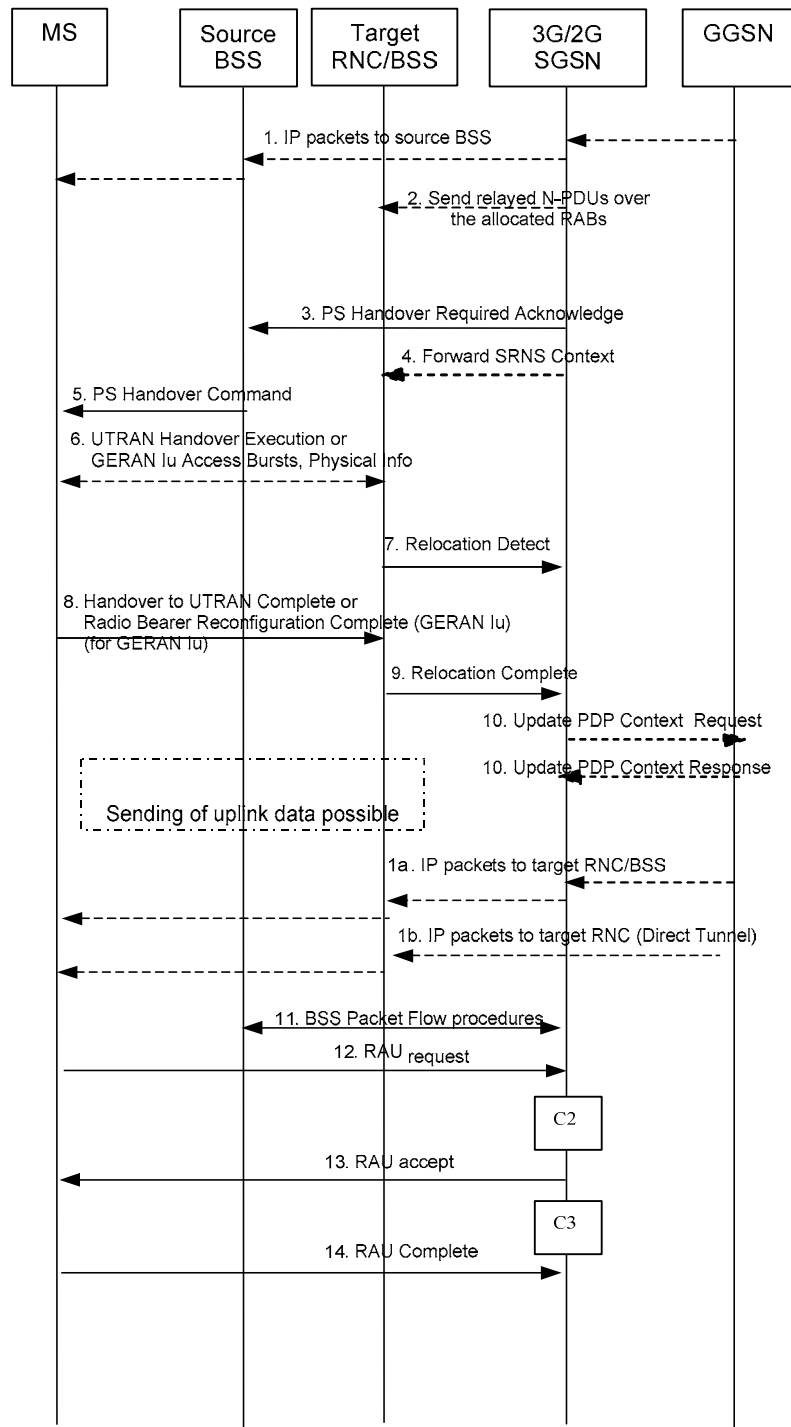 MS
Source
BSS
Target
RNC/BSS
3G/2G
SGSN
GGSN
1. IP packets to source BSS
2. Send relayed N-PDUs over
the allocated RABs
3. PS Handover Required Acknowledge
4. Forward SRNS Context
5. PS Handover Command
6. UTRAN Handover Execution or
GERAN Iu Access Bursts, Physical Info
7. Relocation Detect
8. Handover to UTRAN Complete or
Radio Bearer Reconfiguration Complete (GERAN Iu)
(for GERAN Iu)
9. Relocation Complete
10. Update PDP Context Request
10. Update PDP Context Response
Sending of uplink data possible
1a. IP packets to target RNC/BSS
1b. IP packets to target RNC (Direct Tunnel)
11. BSS Packet Flow procedures
12. RAU request
C2
13. RAU accept
C3
14. RAU Complete